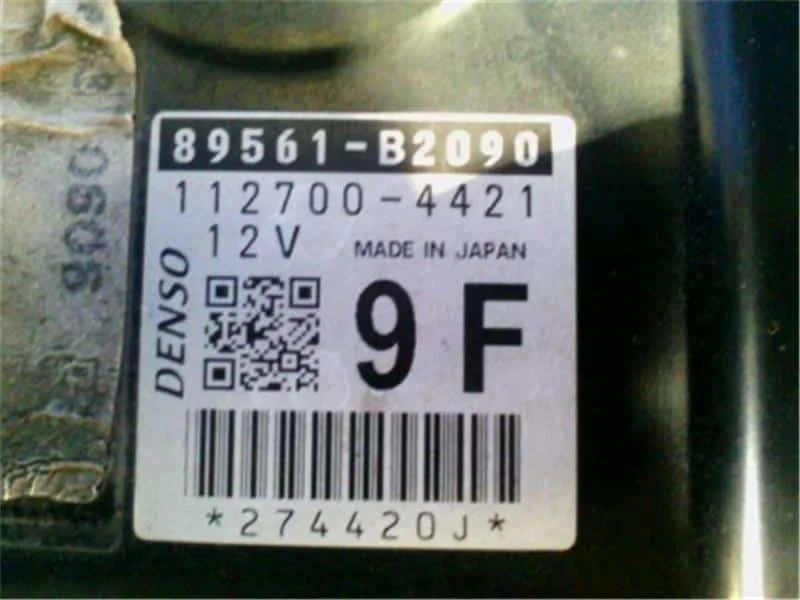 89561-B2090
112700-4421
12V MADE IN JAPAN
DENSO
9F
*274420J*